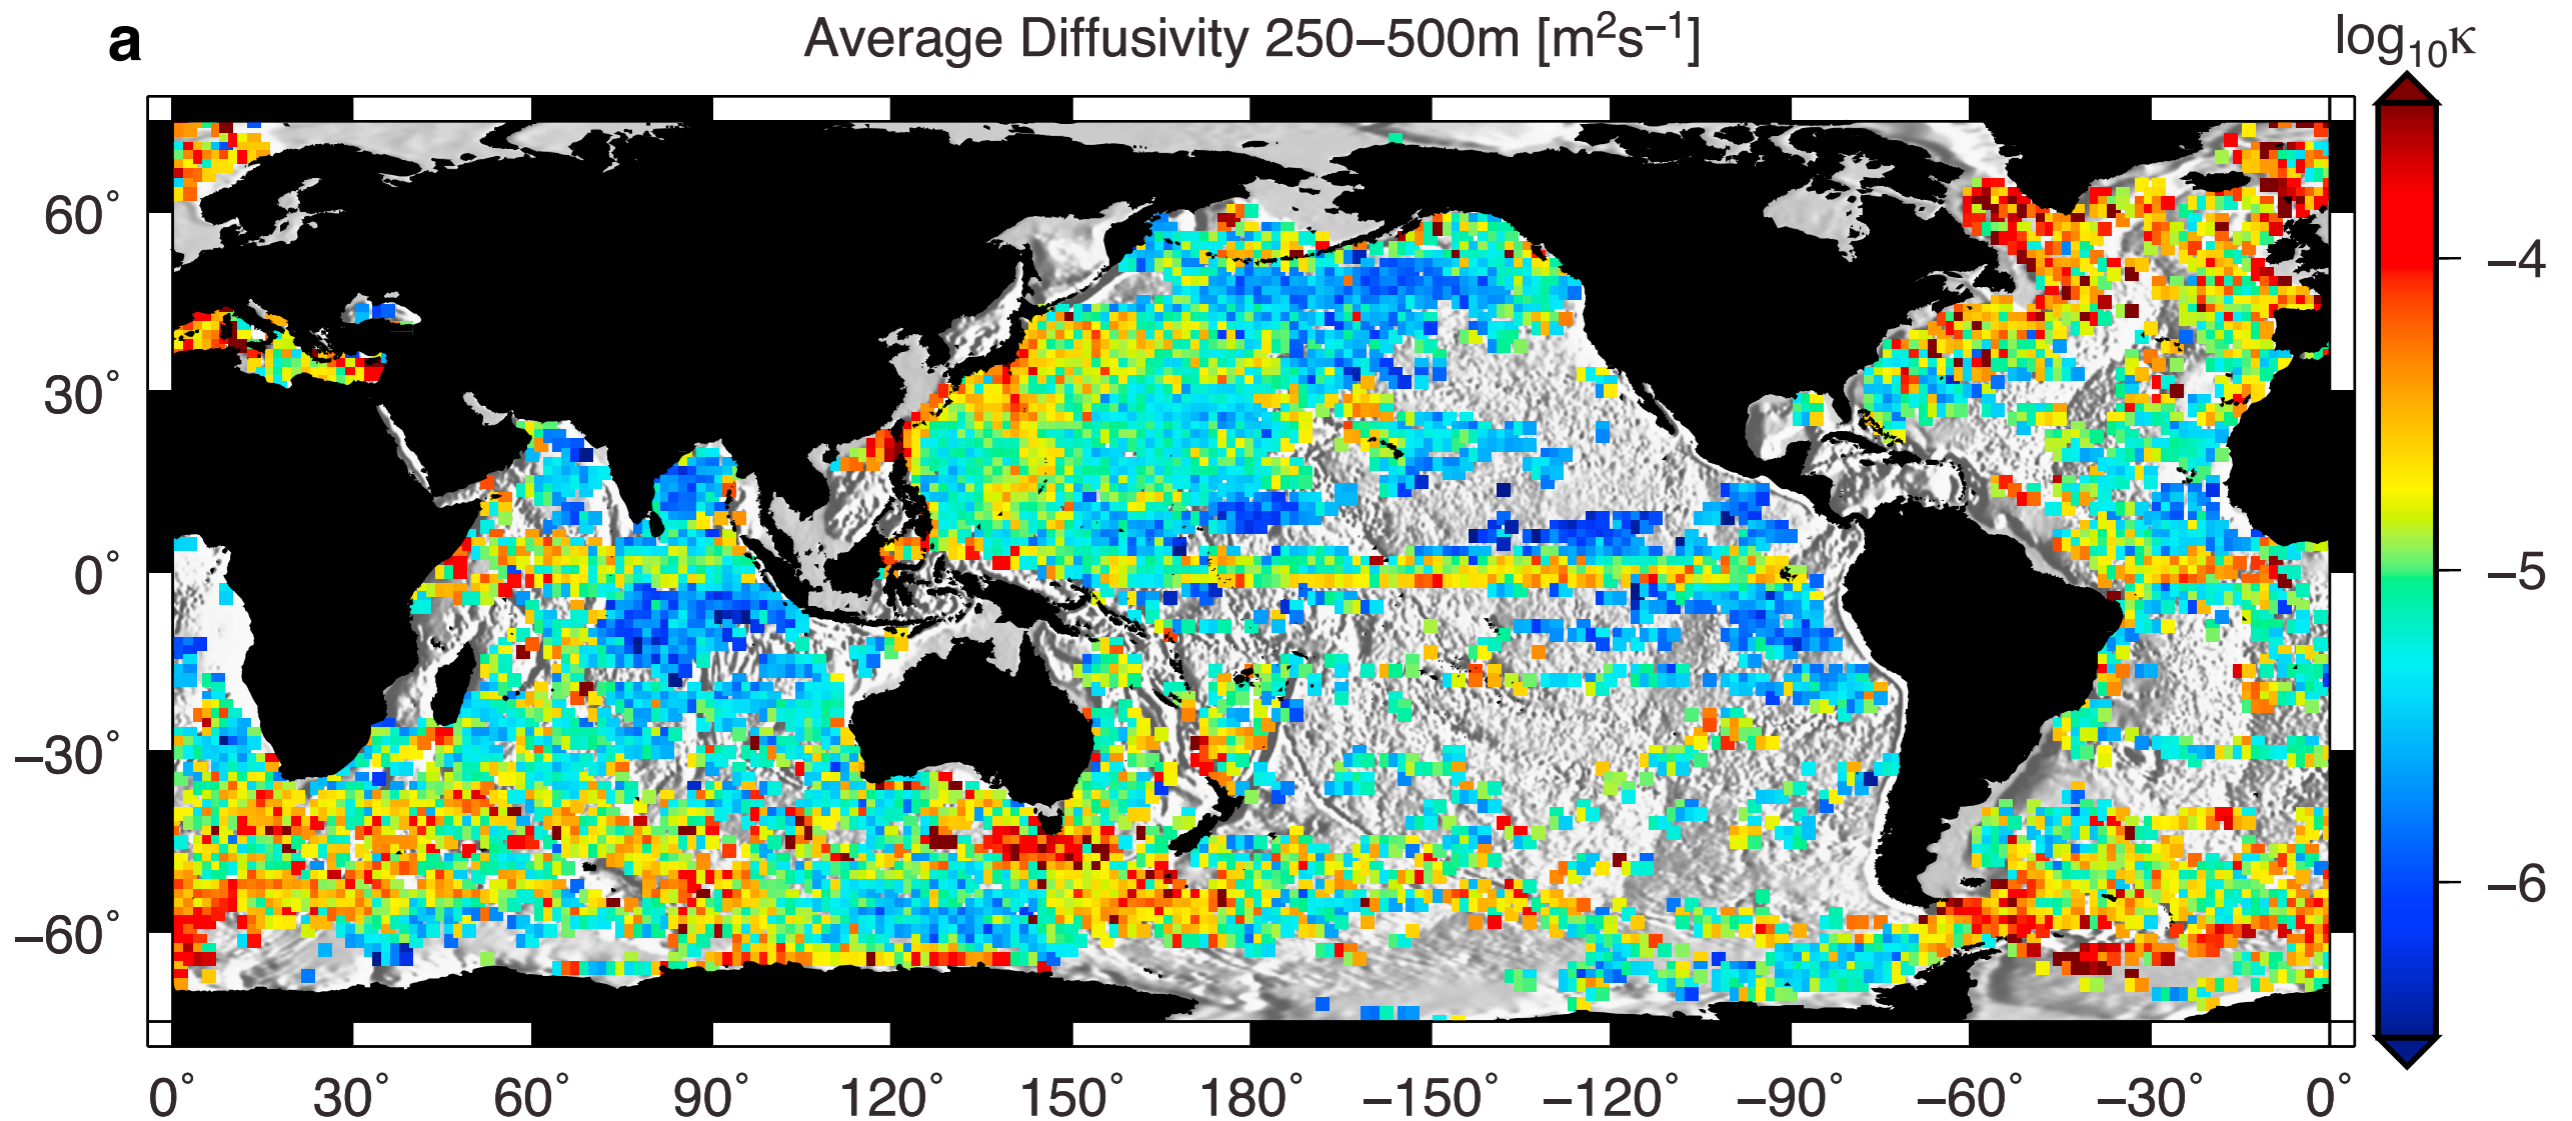 a
Average Diffusivity 250–500m [m²s⁻¹]
log₁₀κ
60°
30°
0°
−30°
−60°
0° 30° 60° 90° 120° 150° 180° −150° −120° −90° −60° −30° 0°
−4
−5
−6